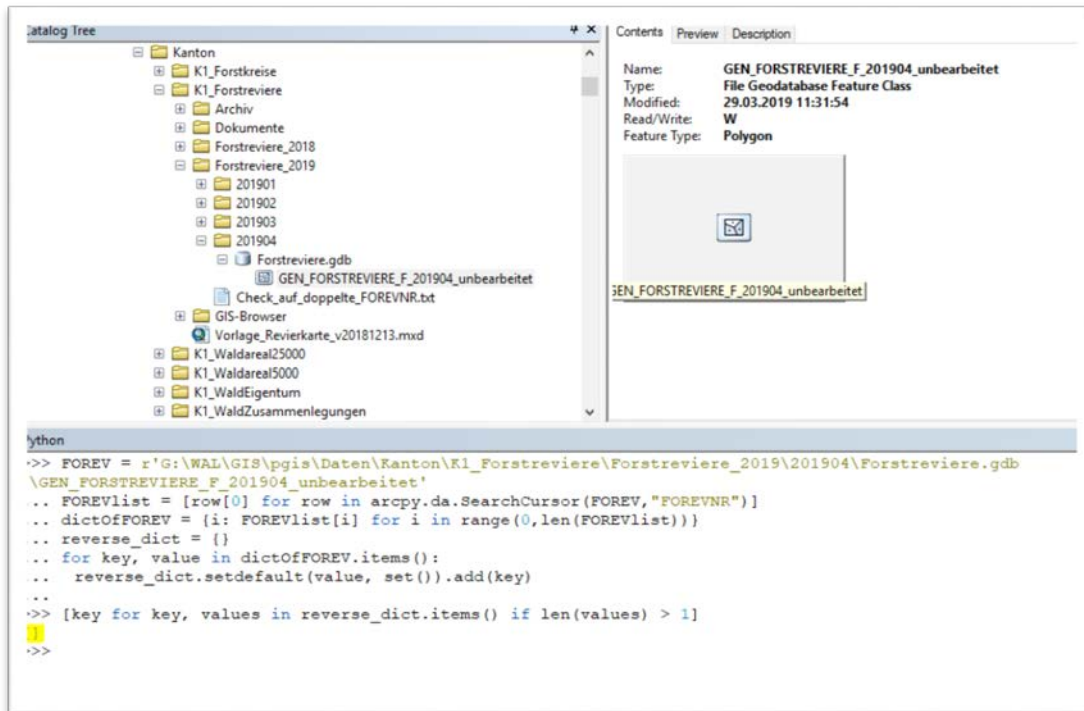 Catalog Tree
Kanton
K1_Forstkreise
K1_Forstreviere
Archiv
Dokumente
Forstreviere_2018
Forstreviere_2019
201901
201902
201903
201904
Forstreviere.gdb
GEN_FORSTREVIERE_F_201904_unbearbeitet
Check_auf_doppelte_FOREVNR.txt
GIS-Browser
Vorlage_Revierkarte_v20181213.mxd
K1_Waldareal25000
K1_Waldareal5000
K1_WaldEigentum
K1_WaldZusammenlegungen
Contents Preview Description
Name: GEN_FORSTREVIERE_F_201904_unbearbeitet
Type: File Geodatabase Feature Class
Modified: 29.03.2019 11:31:54
Read/Write: W
Feature Type: Polygon
GEN_FORSTREVIERE_F_201904_unbearbeitet
Python
>>> FOREV = r'G:\WAL\GIS\pgis\Daten\Kanton\K1_Forstreviere\Forstreviere_2019\201904\Forstreviere.gdb
\GEN_FORSTREVIERE_F_201904_unbearbeitet'
... FOREVlist = [row[0] for row in arcpy.da.SearchCursor(FOREV,"FOREVNR")]
... dictOfFOREV = {i: FOREVlist[i] for i in range(0,len(FOREVlist))}
... reverse_dict = {}
... for key, value in dictOfFOREV.items():
...  reverse_dict.setdefault(value, set()).add(key)
...
>>> [key for key, values in reverse_dict.items() if len(values) > 1]
[]
>>>